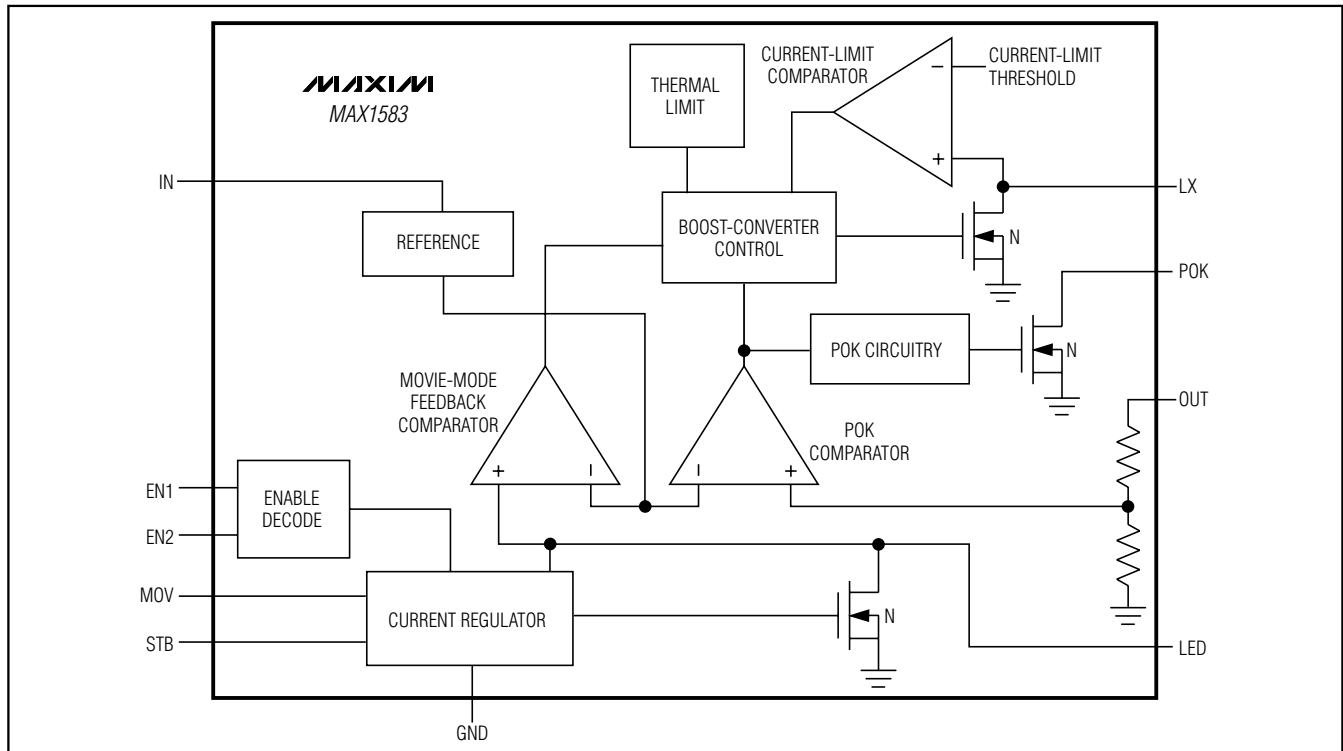 MAXIM
MAX1583
THERMAL
LIMIT
CURRENT-LIMIT
COMPARATOR
CURRENT-LIMIT
THRESHOLD
−
+
IN
REFERENCE
BOOST-CONVERTER
CONTROL
N
LX
POK
POK CIRCUITRY
N
MOVIE-MODE
FEEDBACK
COMPARATOR
+
−
−
+
POK
COMPARATOR
OUT
EN1
EN2
ENABLE
DECODE
MOV
STB
CURRENT REGULATOR
N
LED
GND